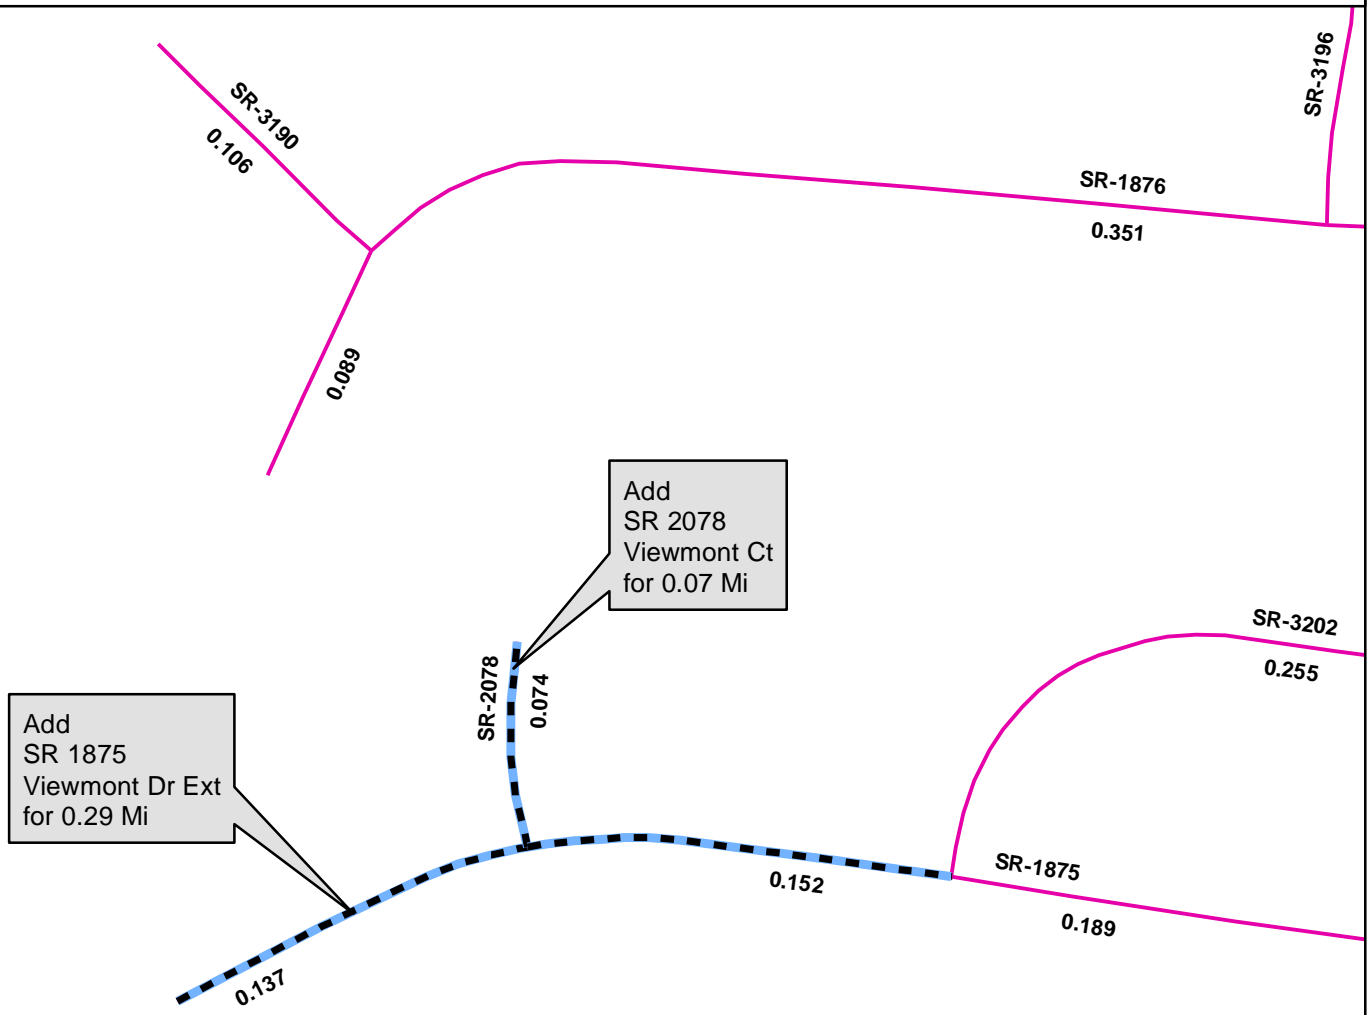 SR-3196
SR-3190
0.106
SR-1876
0.351
0.089
Add
SR 2078
Viewmont Ct
for 0.07 Mi
SR-3202
0.255
SR-2078
0.074
Add
SR 1875
Viewmont Dr Ext
for 0.29 Mi
SR-1875
0.152
0.189
0.137